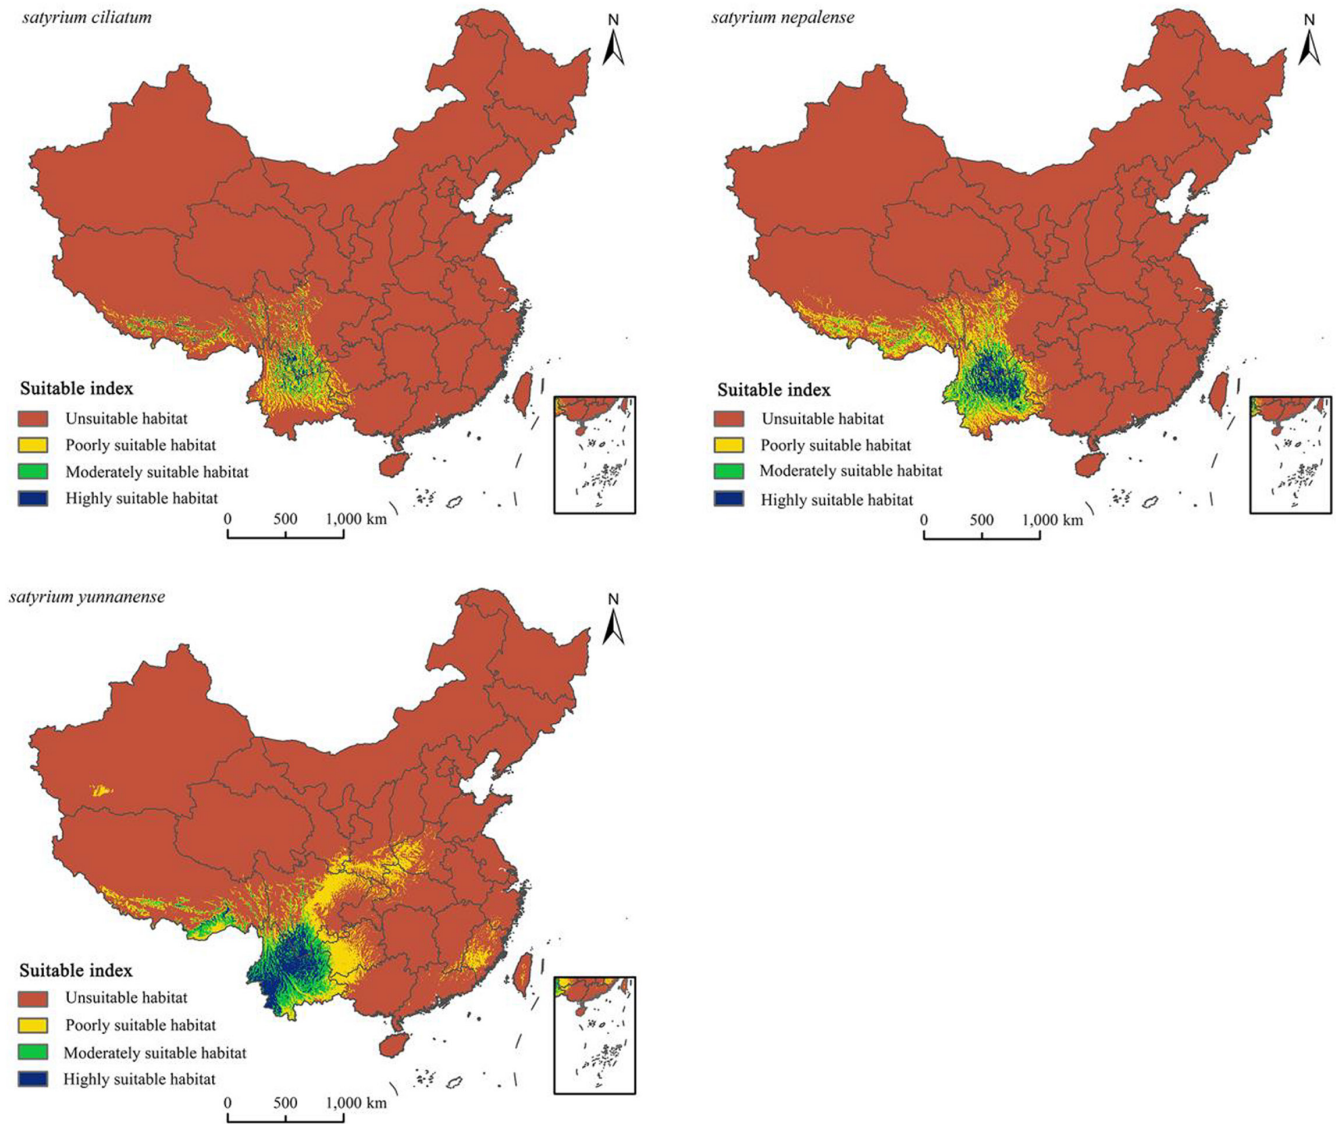 satyrium ciliatum
N
Suitable index
Unsuitable habitat
Poorly suitable habitat
Moderately suitable habitat
Highly suitable habitat
0 500 1,000 km
satyrium nepalense
N
Suitable index
Unsuitable habitat
Poorly suitable habitat
Moderately suitable habitat
Highly suitable habitat
0 500 1,000 km
satyrium yunnanense
N
Suitable index
Unsuitable habitat
Poorly suitable habitat
Moderately suitable habitat
Highly suitable habitat
0 500 1,000 km